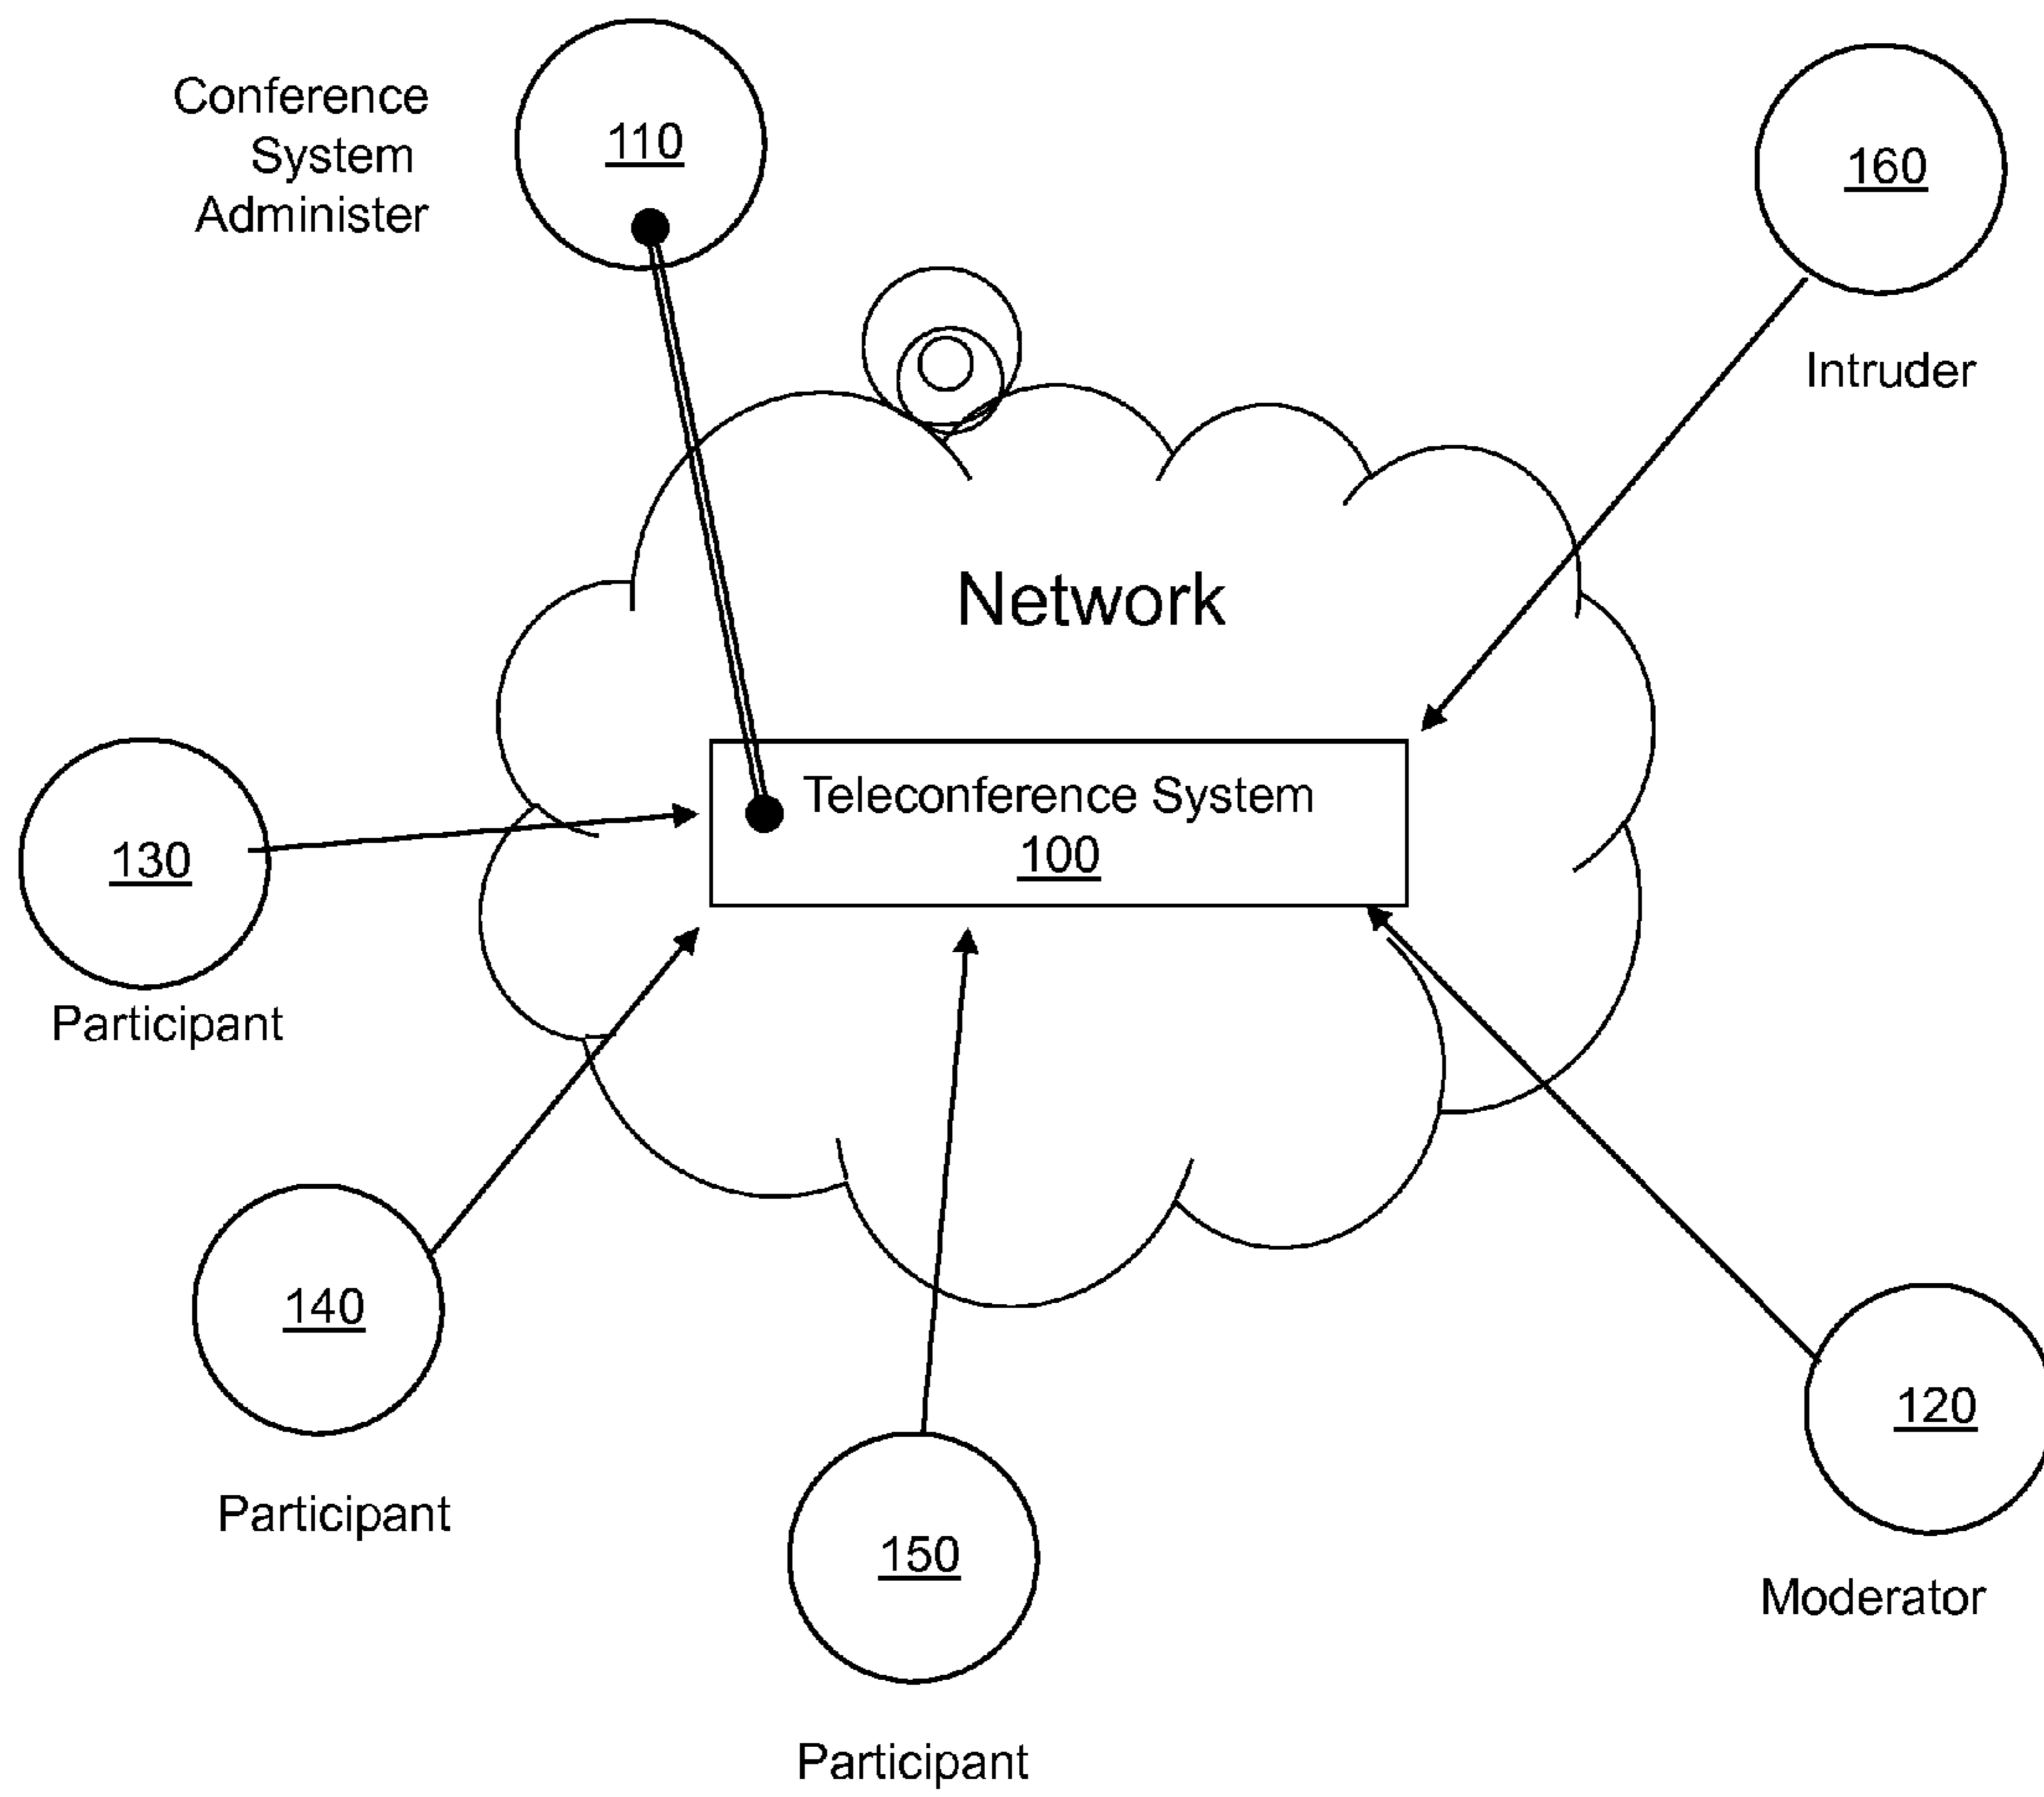 Conference
System
Administer
110
160
Intruder
Network
Teleconference System
100
130
Participant
140
Participant
150
Participant
120
Moderator